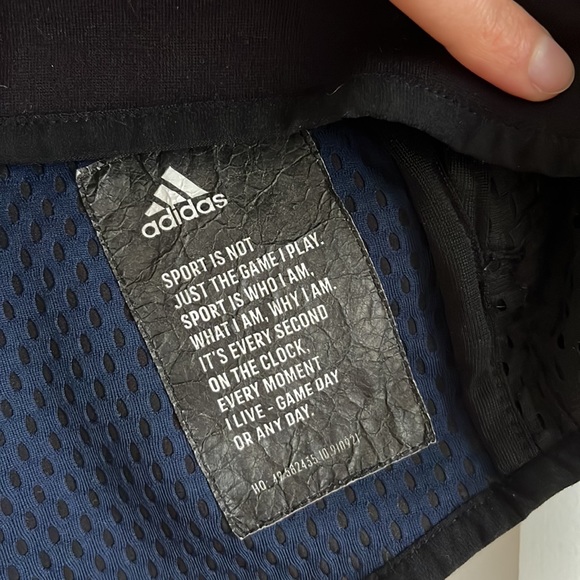 adidas
SPORT IS NOT
JUST THE GAME I PLAY.
SPORT IS WHO I AM,
WHAT I AM, WHY I AM.
IT'S EVERY SECOND
ON THE CLOCK,
EVERY MOMENT
I LIVE - GAME DAY
OR ANY DAY.
HQ.